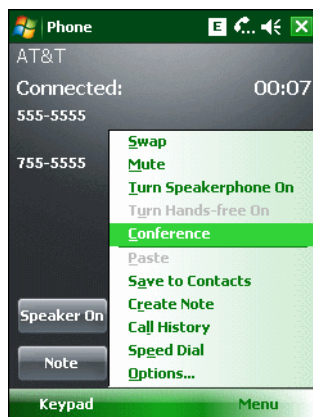 Phone
E
AT&T
Connected: 00:07
555-5555
755-5555
Swap
Mute
Turn Speakerphone On
Turn Hands-free On
Conference
Paste
Save to Contacts
Create Note
Call History
Speed Dial
Options...
Speaker On
Note
Keypad Menu